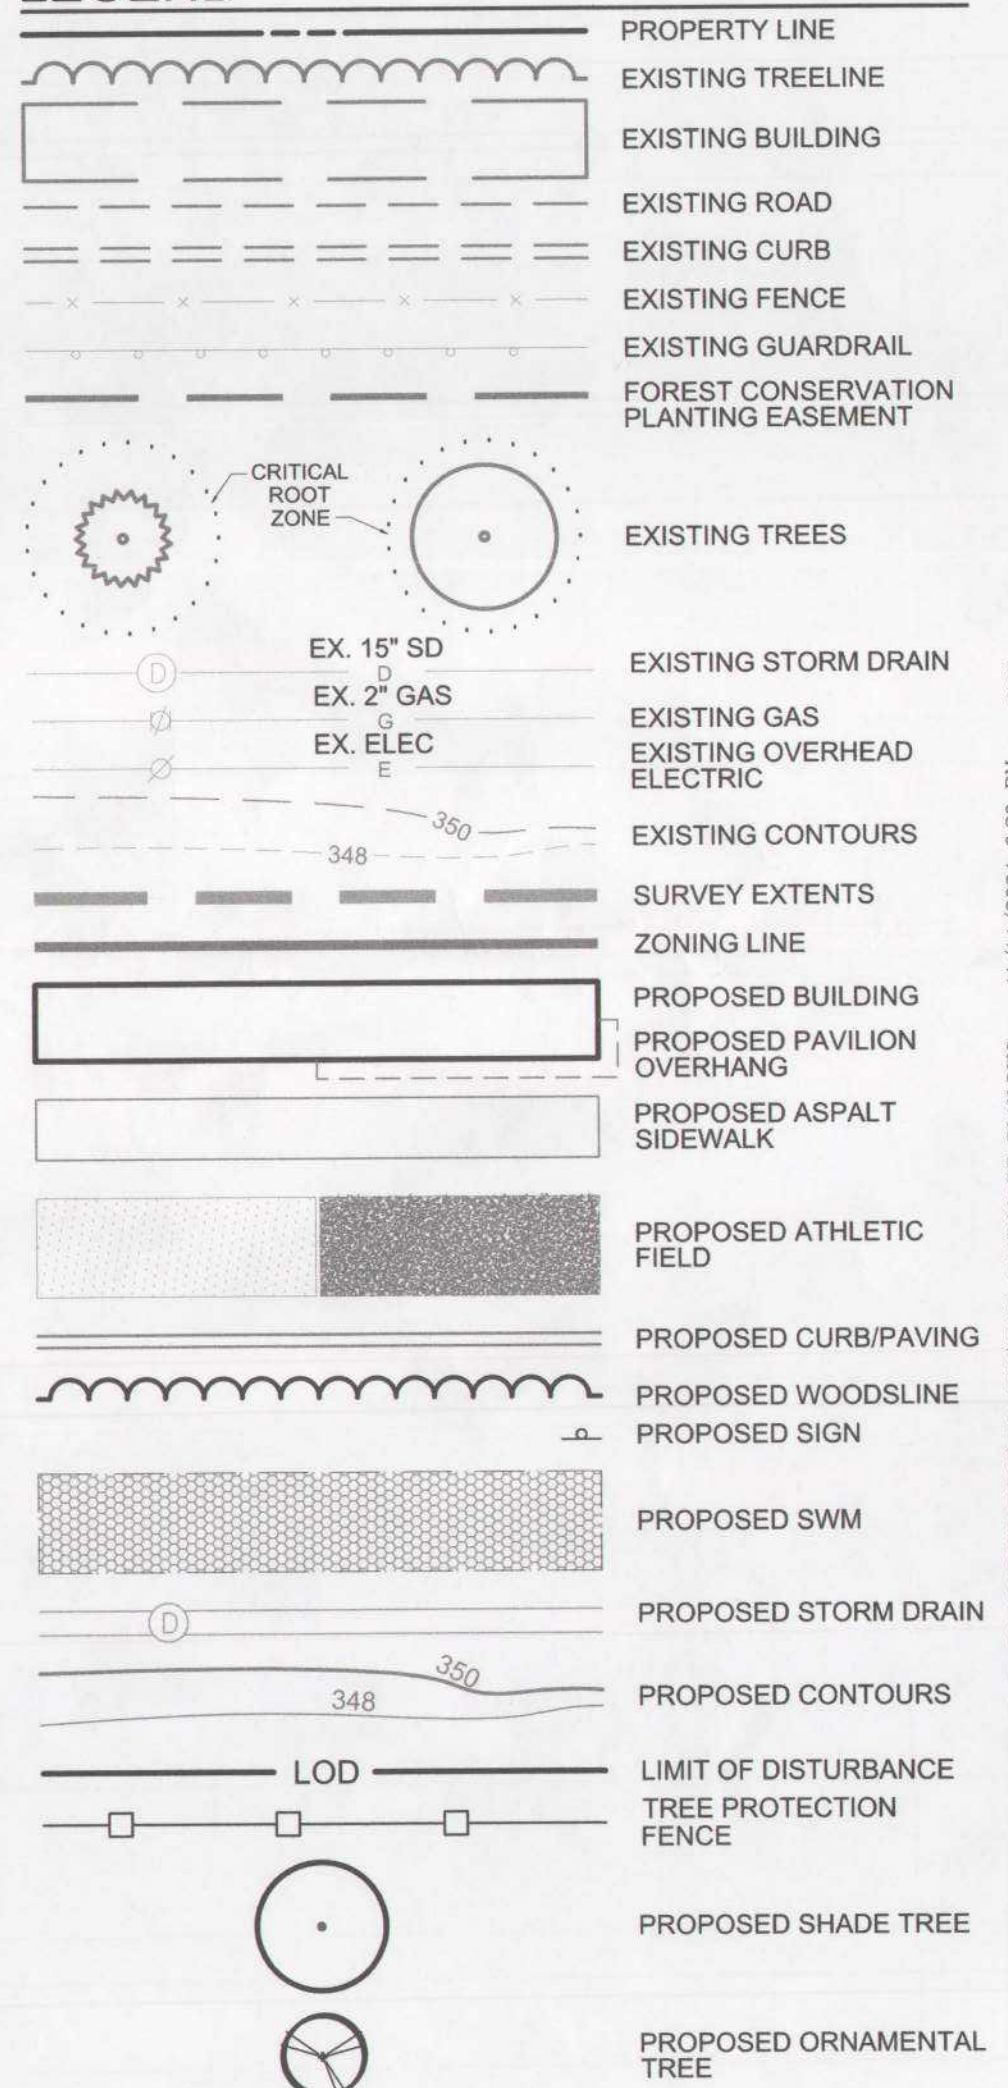 PROPERTY LINE
EXISTING TREELINE
EXISTING BUILDING
EXISTING ROAD
EXISTING CURB
EXISTING FENCE
EXISTING GUARDRAIL
FOREST CONSERVATION
PLANTING EASEMENT
CRITICAL
ROOT
ZONE
EXISTING TREES
EX. 15" SD
D
D
EXISTING STORM DRAIN
EX. 2" GAS
G
EXISTING GAS
EX. ELEC
E
EXISTING OVERHEAD
ELECTRIC
350
348
EXISTING CONTOURS
SURVEY EXTENTS
ZONING LINE
PROPOSED BUILDING
PROPOSED PAVILION
OVERHANG
PROPOSED ASPALT
SIDEWALK
PROPOSED ATHLETIC
FIELD
PROPOSED CURB/PAVING
PROPOSED WOODSLINE
PROPOSED SIGN
PROPOSED SWM
D
PROPOSED STORM DRAIN
350
348
PROPOSED CONTOURS
LOD
LIMIT OF DISTURBANCE
TREE PROTECTION
FENCE
PROPOSED SHADE TREE
PROPOSED ORNAMENTAL
TREE